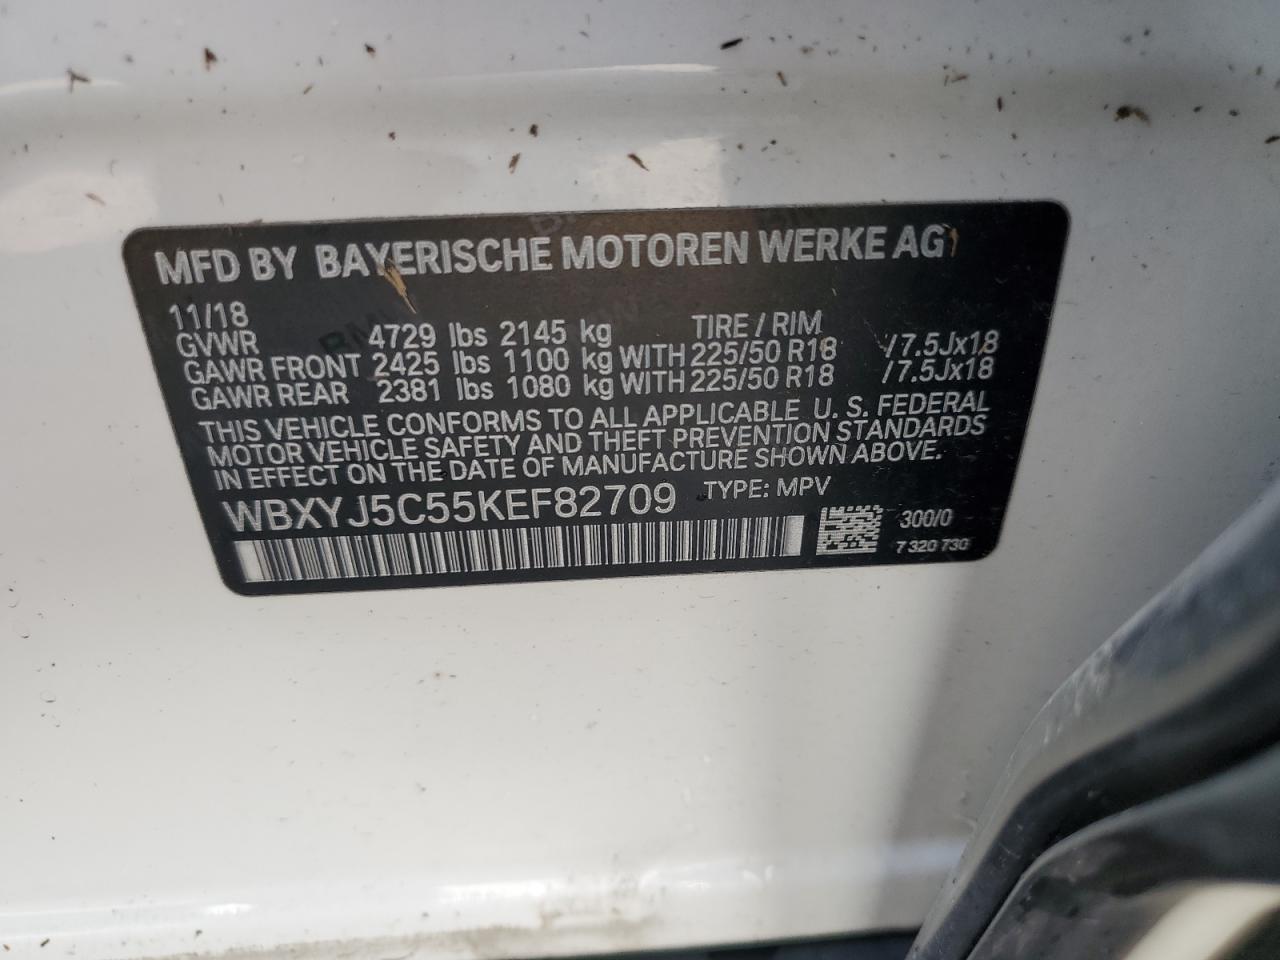 MFD BY BAYERISCHE MOTOREN WERKE AG
11/18
GVWR 4729 lbs 2145 kg TIRE / RIM
GAWR FRONT 2425 lbs 1100 kg WITH 225/50 R18 /7.5Jx18
GAWR REAR 2381 lbs 1080 kg WITH 225/50 R18 /7.5Jx18
THIS VEHICLE CONFORMS TO ALL APPLICABLE U. S. FEDERAL
MOTOR VEHICLE SAFETY AND THEFT PREVENTION STANDARDS
IN EFFECT ON THE DATE OF MANUFACTURE SHOWN ABOVE.
WBXYJ5C55KEF82709 TYPE: MPV
300/0
7 320 730